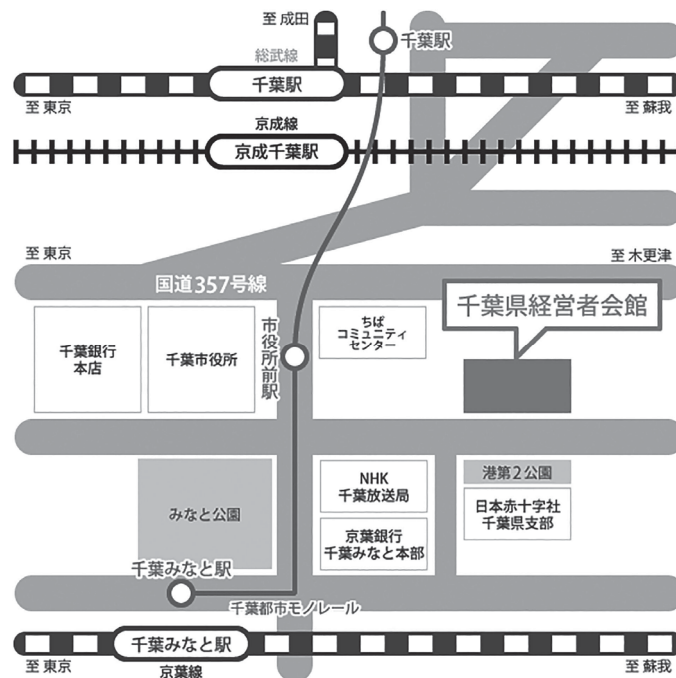 至 成田
千葉駅
総武線
千葉駅
至 東京
至 蘇我
京成線
京成千葉駅
至 東京
至 木更津
国道357号線
千葉県経営者会館
千葉銀行
本店
千葉市役所
市役所前駅
ちば
コミュニティ
センター
みなと公園
NHK
千葉放送局
京葉銀行
千葉みなと本部
港第2公園
日本赤十字社
千葉県支部
千葉みなと駅
千葉都市モノレール
千葉みなと駅
至 東京
京葉線
至 蘇我